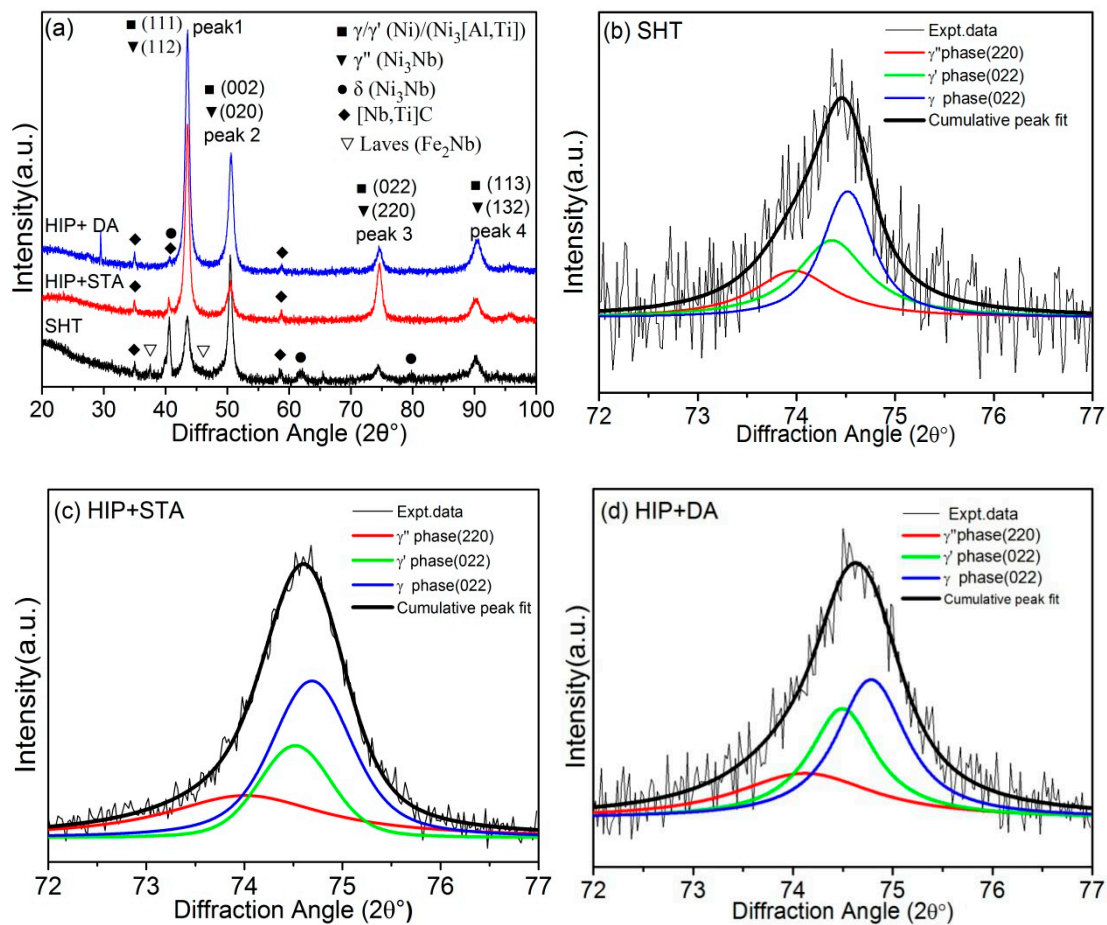 (a)
■ (111)
▼(112)
peak1
■ (002)
▼(020)
peak 2
■ γ/γ' (Ni)/(Ni₃[Al,Ti])
▼ γ" (Ni₃Nb)
● δ (Ni₃Nb)
◆ [Nb,Ti]C
▽ Laves (Fe₂Nb)
■ (022)
▼(220)
peak 3
■ (113)
▼(132)
peak 4
HIP+ DA
HIP+STA
SHT
Intensity(a.u.)
20 30 40 50 60 70 80 90 100
Diffraction Angle (2θ°)
(b) SHT
Expt.data
γ"phase(220)
γ' phase(022)
γ phase(022)
Cumulative peak fit
Intensity(a.u.)
72 73 74 75 76 77
Diffraction Angle (2θ°)
(c) HIP+STA
Expt.data
γ" phase(220)
γ' phase(022)
γ phase(022)
Cumulative peak fit
Intensity(a.u.)
72 73 74 75 76 77
Diffraction Angle (2θ°)
(d) HIP+DA
Expt.data
γ"phase(220)
γ' phase(022)
γ phase(022)
Cumulative peak fit
Intensity(a.u.)
72 73 74 75 76 77
Diffraction Angle (2θ°)